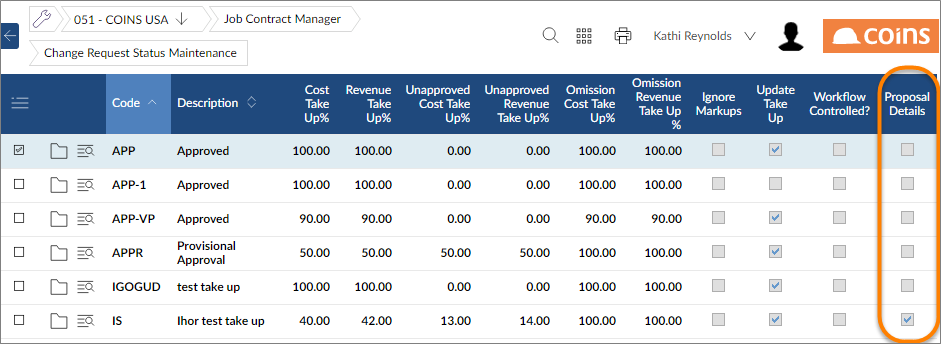 051 - COINS USA Job Contract Manager
Kathi Reynolds coins
Change Request Status Maintenance
Code Description Cost Take Up% Revenue Take Up% Unapproved Cost Take Up% Unapproved Revenue Take Up% Omission Cost Take Up% Omission Revenue Take Up % Ignore Markups Update Take Up Workflow Controlled? Proposal Details
APP Approved 100.00 100.00 0.00 0.00 100.00 100.00
APP-1 Approved 100.00 100.00 0.00 0.00 100.00 100.00
APP-VP Approved 90.00 90.00 0.00 0.00 90.00 90.00
APPR Provisional Approval 50.00 50.00 50.00 50.00 100.00 100.00
IGOGUD test take up 100.00 100.00 0.00 0.00 100.00 100.00
IS Ihor test take up 40.00 42.00 13.00 14.00 100.00 100.00